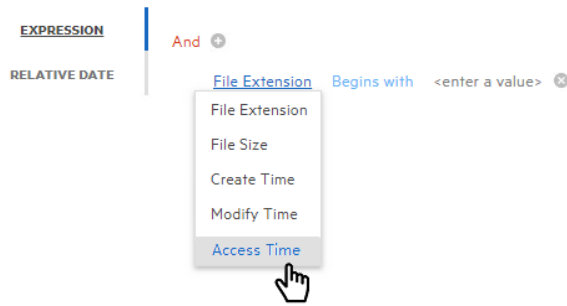 EXPRESSION
RELATIVE DATE
And
File Extension Begins with <enter a value>
File Extension
File Size
Create Time
Modify Time
Access Time